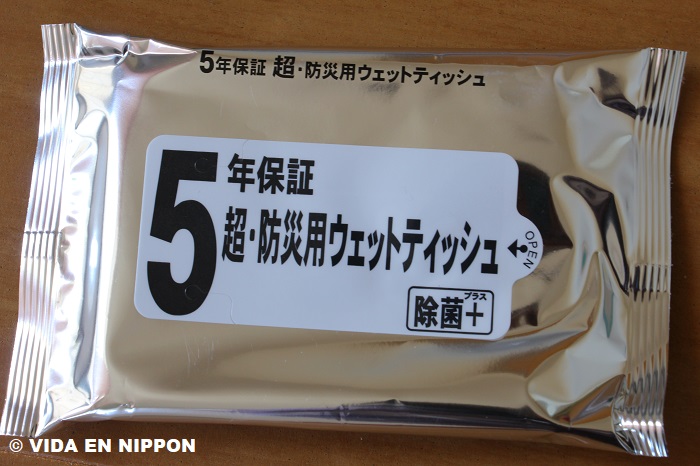 5年保証 超・防災用ウェットティッシュ
5年保証
超・防災用ウェットティッシュ
OPEN
プラス
除菌＋
© VIDA EN NIPPON